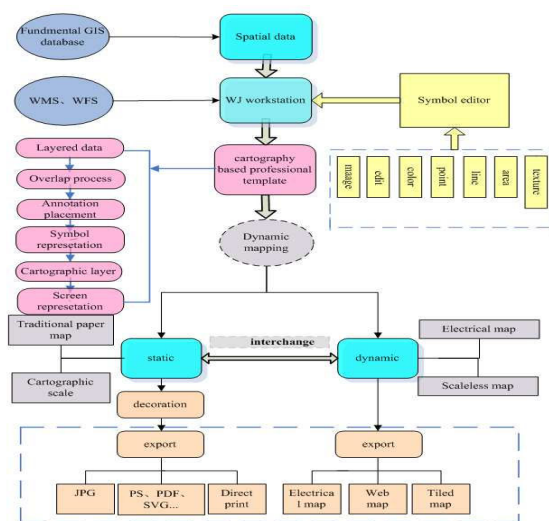 Fundmental GIS
database
Spatial data
WMS、WFS
WJ workstation
Symbol editor
Layered data
Overlap process
Annotation
placement
Symbol
represetation
Cartographic layer
Screen
represetation
cartography
based professional
template
image
edit
color
point
line
area
texture
Dynamic
mapping
Traditional paper
map
Cartographic
scale
static
interchange
dynamic
Electrical map
Scaleless map
decoration
export
export
JPG
PS、PDF、
SVG...
Direct
print
Electrica
l map
Web
map
Tiled
map